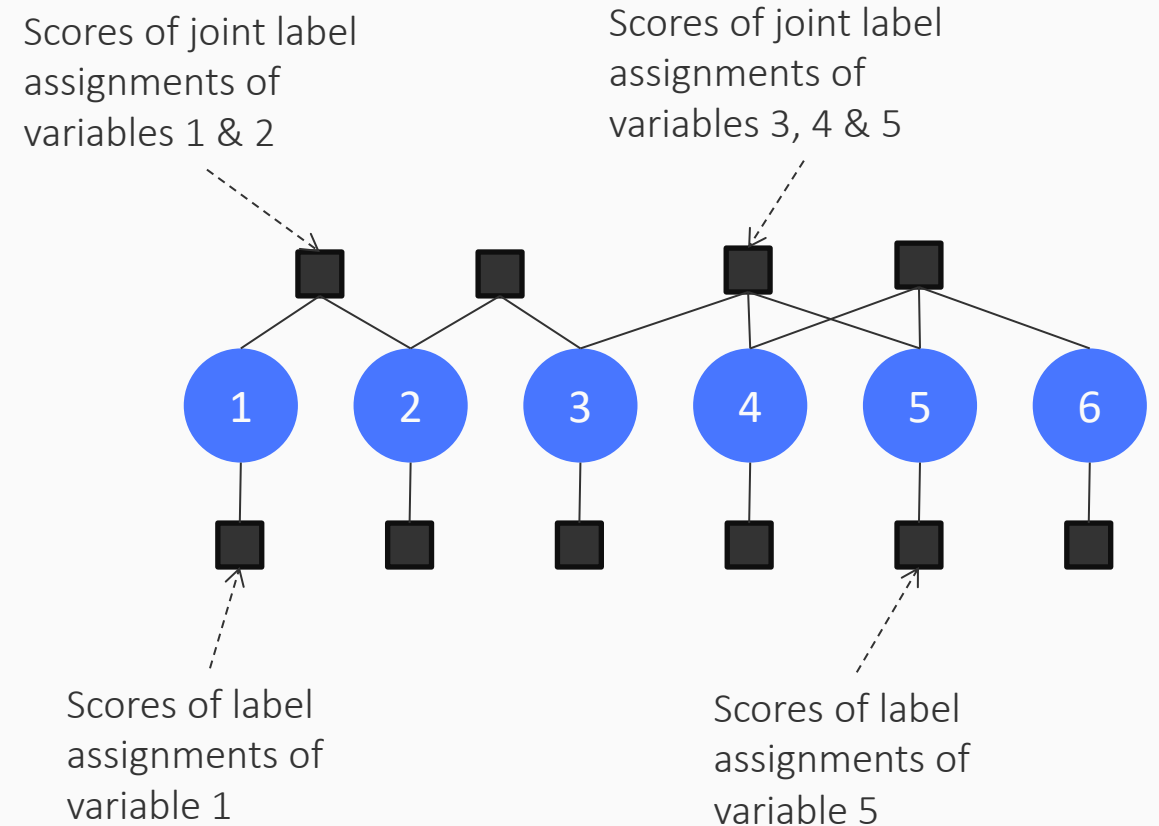 Scores of joint label
assignments of
variables 1 & 2
Scores of joint label
assignments of
variables 3, 4 & 5
1
2
3
4
5
6
Scores of label
assignments of
variable 1
Scores of label
assignments of
variable 5